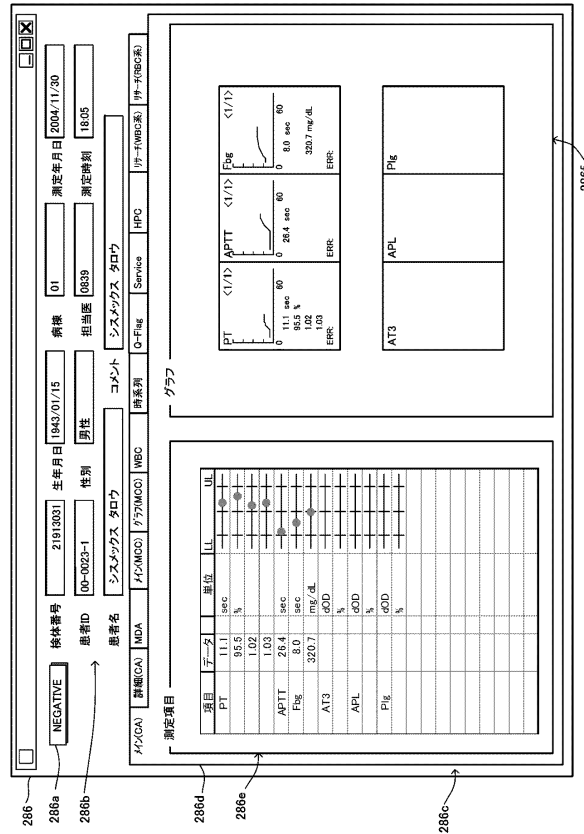 286
286a
286b
286d
286e
286c
286f
NEGATIVE
検体番号 21913031 生年月日 1943/01/15 病棟 01 測定年月日 2004/11/30
患者ID 00-0023-1 性別 男性 担当医 0839 測定時刻 18:05
患者名 シスメックス タロウ コメント シスメックス タロウ
メイン(CA) 詳細(CA) MDA メイン(MCC) グラフ(MCC) WBC 時系列 Q-Flag Service HPC リサーチ(WBC系) リサーチ(RBC系)
測定項目
項目 データ 単位 LL UL
PT 11.1 sec
95.5 %
1.02
1.03
APTT 26.4 sec
Fbg 8.0 sec
320.7 mg/dL
AT3 dOD
%
APL dOD
%
Plg dOD
%
グラフ
PT <1/1>
0 60
11.1 sec
95.5 %
1.02
1.03
ERR:
APTT <1/1>
0 60
26.4 sec
ERR:
Fbg <1/1>
0 60
8.0 sec
320.7 mg/dL
ERR:
AT3
APL
Plg